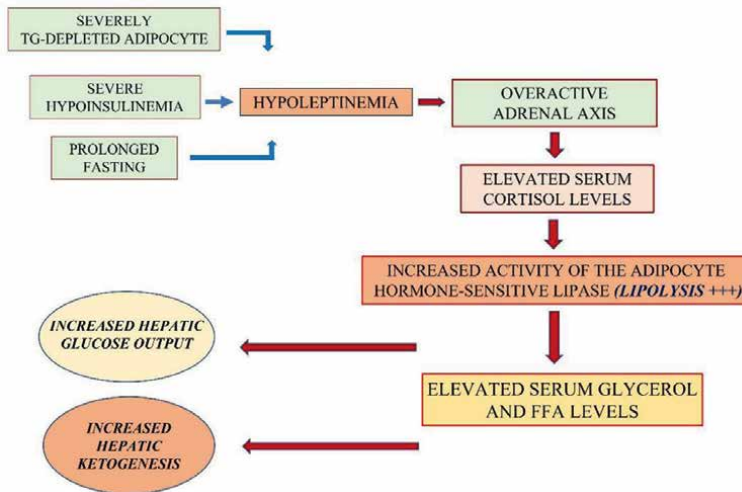 SEVERELY
TG-DEPLETED ADIPOCYTE
SEVERE
HYPOINSULINEMIA
PROLONGED
FASTING
HYPOLEPTINEMIA
OVERACTIVE
ADRENAL AXIS
ELEVATED SERUM
CORTISOL LEVELS
INCREASED ACTIVITY OF THE ADIPOCYTE
HORMONE-SENSITIVE LIPASE (LIPOLYSIS +++)
ELEVATED SERUM GLYCEROL
AND FFA LEVELS
INCREASED HEPATIC
GLUCOSE OUTPUT
INCREASED
HEPATIC
KETOGENESIS